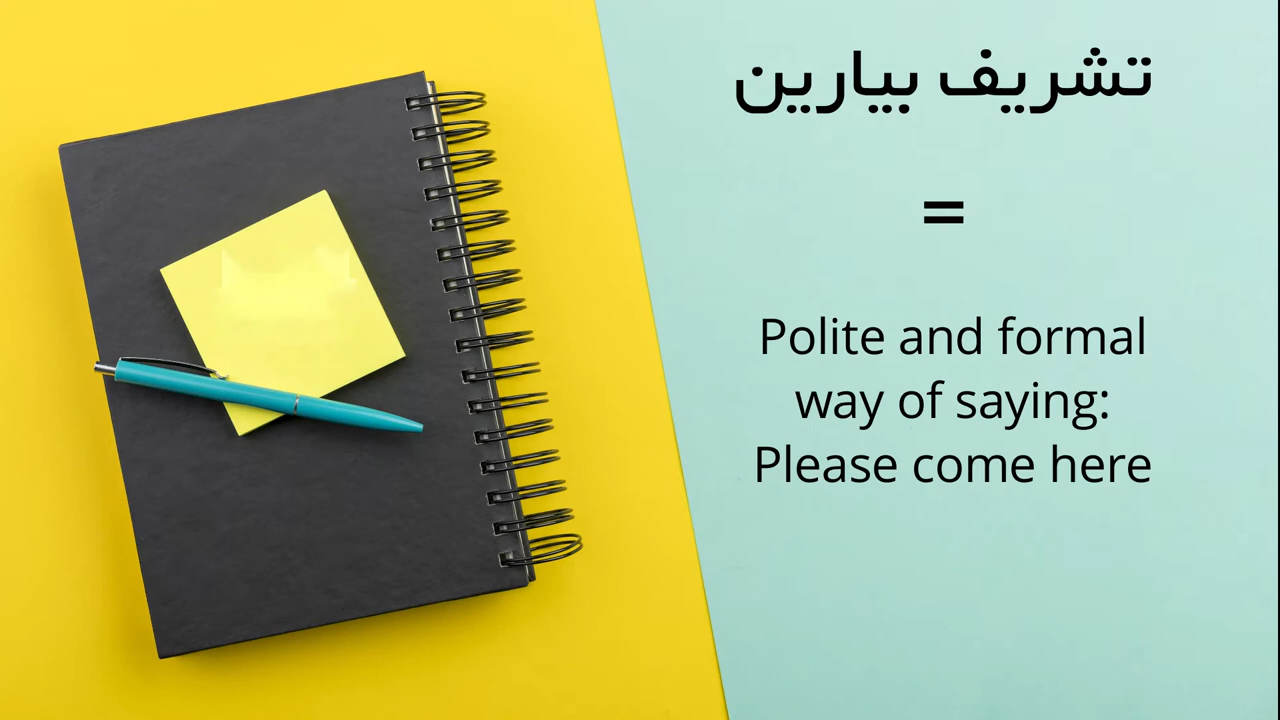 تشریف بیارین
=
Polite and formal
way of saying:
Please come here